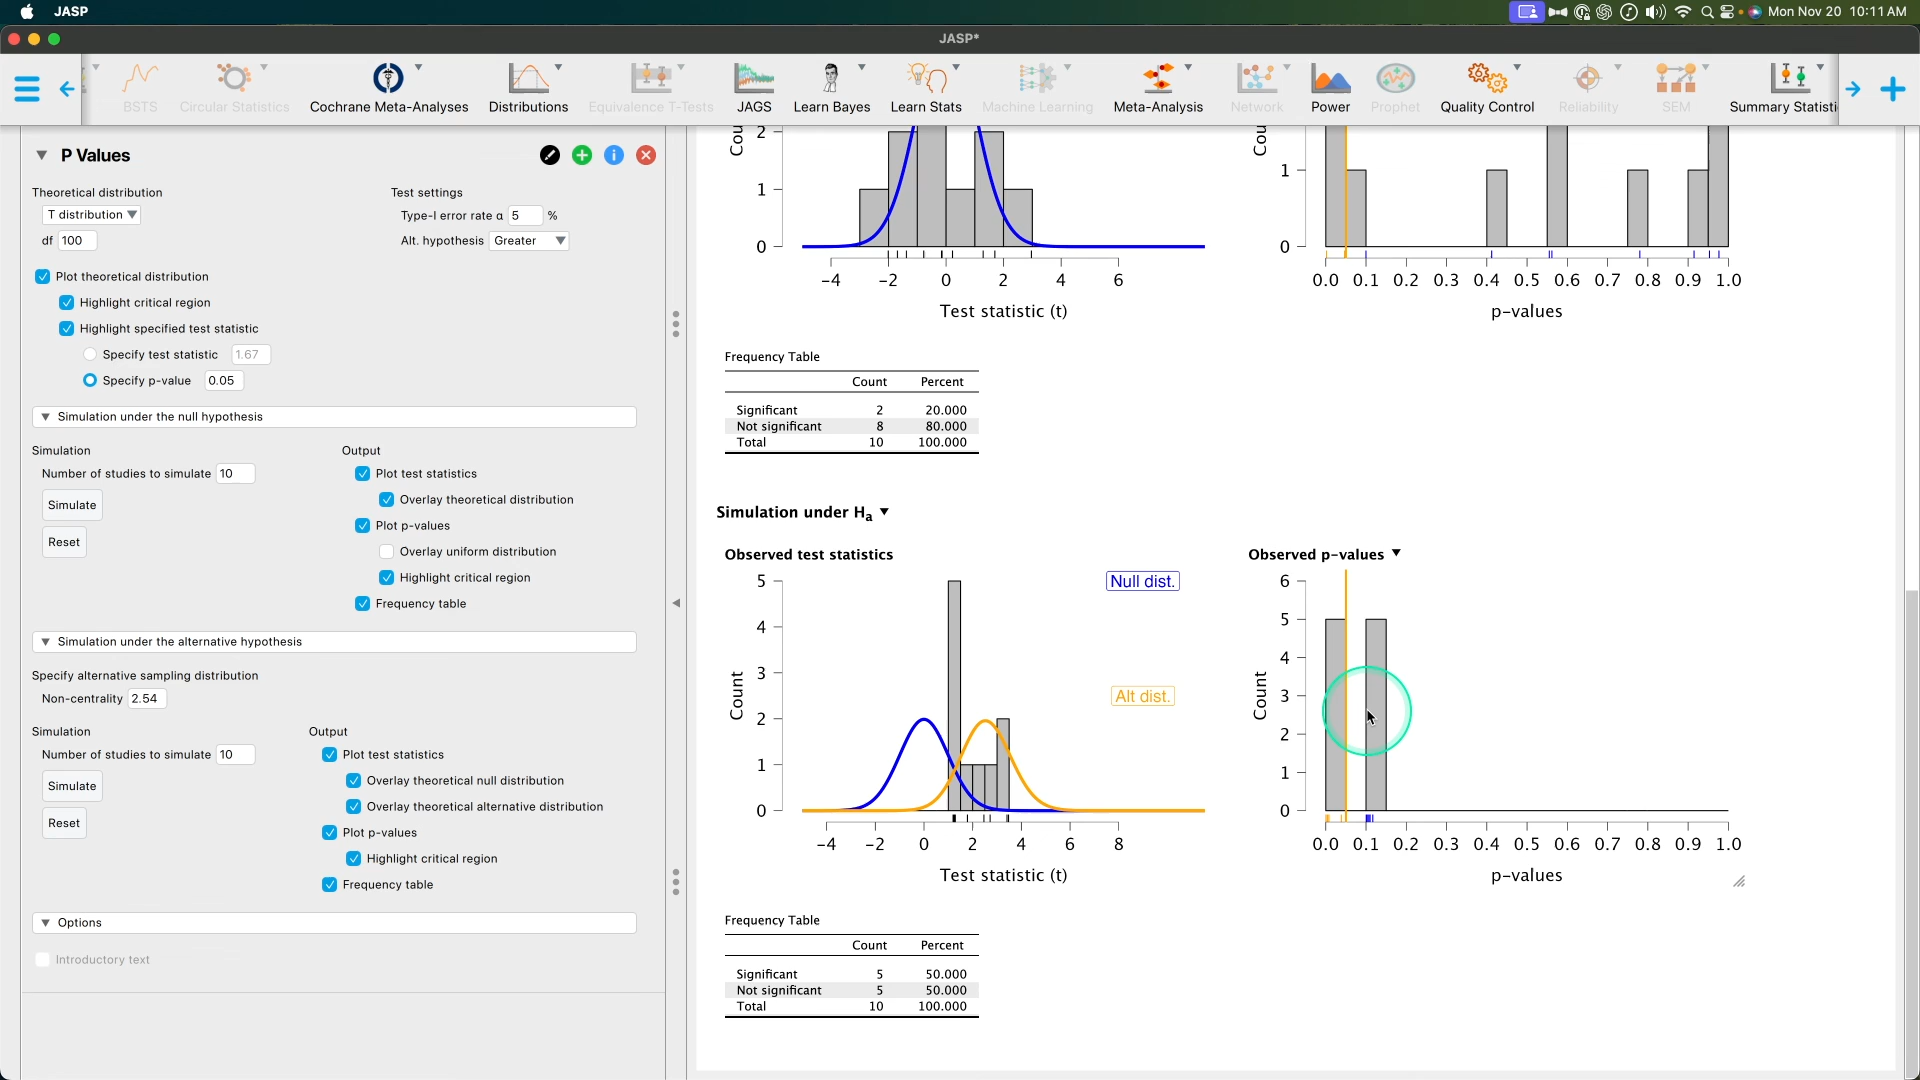 JASP
Mon Nov 20 10:11 AM
JASP*
BSTS
Circular Statistics
Cochrane Meta-Analyses
Distributions
Equivalence T-Tests
JAGS
Learn Bayes
Learn Stats
Machine Learning
Meta-Analysis
Network
Power
Prophet
Quality Control
Reliability
SEM
Summary Statisti
P Values
Theoretical distribution
T distribution
df 100
Test settings
Type-I error rate α 5 %
Alt. hypothesis Greater
Plot theoretical distribution
Highlight critical region
Highlight specified test statistic
Specify test statistic 1.67
Specify p-value 0.05
Simulation under the null hypothesis
Simulation
Number of studies to simulate 10
Simulate
Reset
Output
Plot test statistics
Overlay theoretical distribution
Plot p-values
Overlay uniform distribution
Highlight critical region
Frequency table
Simulation under the alternative hypothesis
Specify alternative sampling distribution
Non-centrality 2.54
Simulation
Number of studies to simulate 10
Simulate
Reset
Output
Plot test statistics
Overlay theoretical null distribution
Overlay theoretical alternative distribution
Plot p-values
Highlight critical region
Frequency table
Options
Introductory text
Cou
2
1
0
-4 -2 0 2 4 6
Test statistic (t)
Cou
1
0
0.0 0.1 0.2 0.3 0.4 0.5 0.6 0.7 0.8 0.9 1.0
p-values
Frequency Table
Count Percent
Significant 2 20.000
Not significant 8 80.000
Total 10 100.000
Simulation under Ha
Observed test statistics
Count
5
4
3
2
1
0
Null dist.
Alt dist.
-4 -2 0 2 4 6 8
Test statistic (t)
Observed p-values
Count
6
5
4
3
2
1
0
0.0 0.1 0.2 0.3 0.4 0.5 0.6 0.7 0.8 0.9 1.0
p-values
Frequency Table
Count Percent
Significant 5 50.000
Not significant 5 50.000
Total 10 100.000